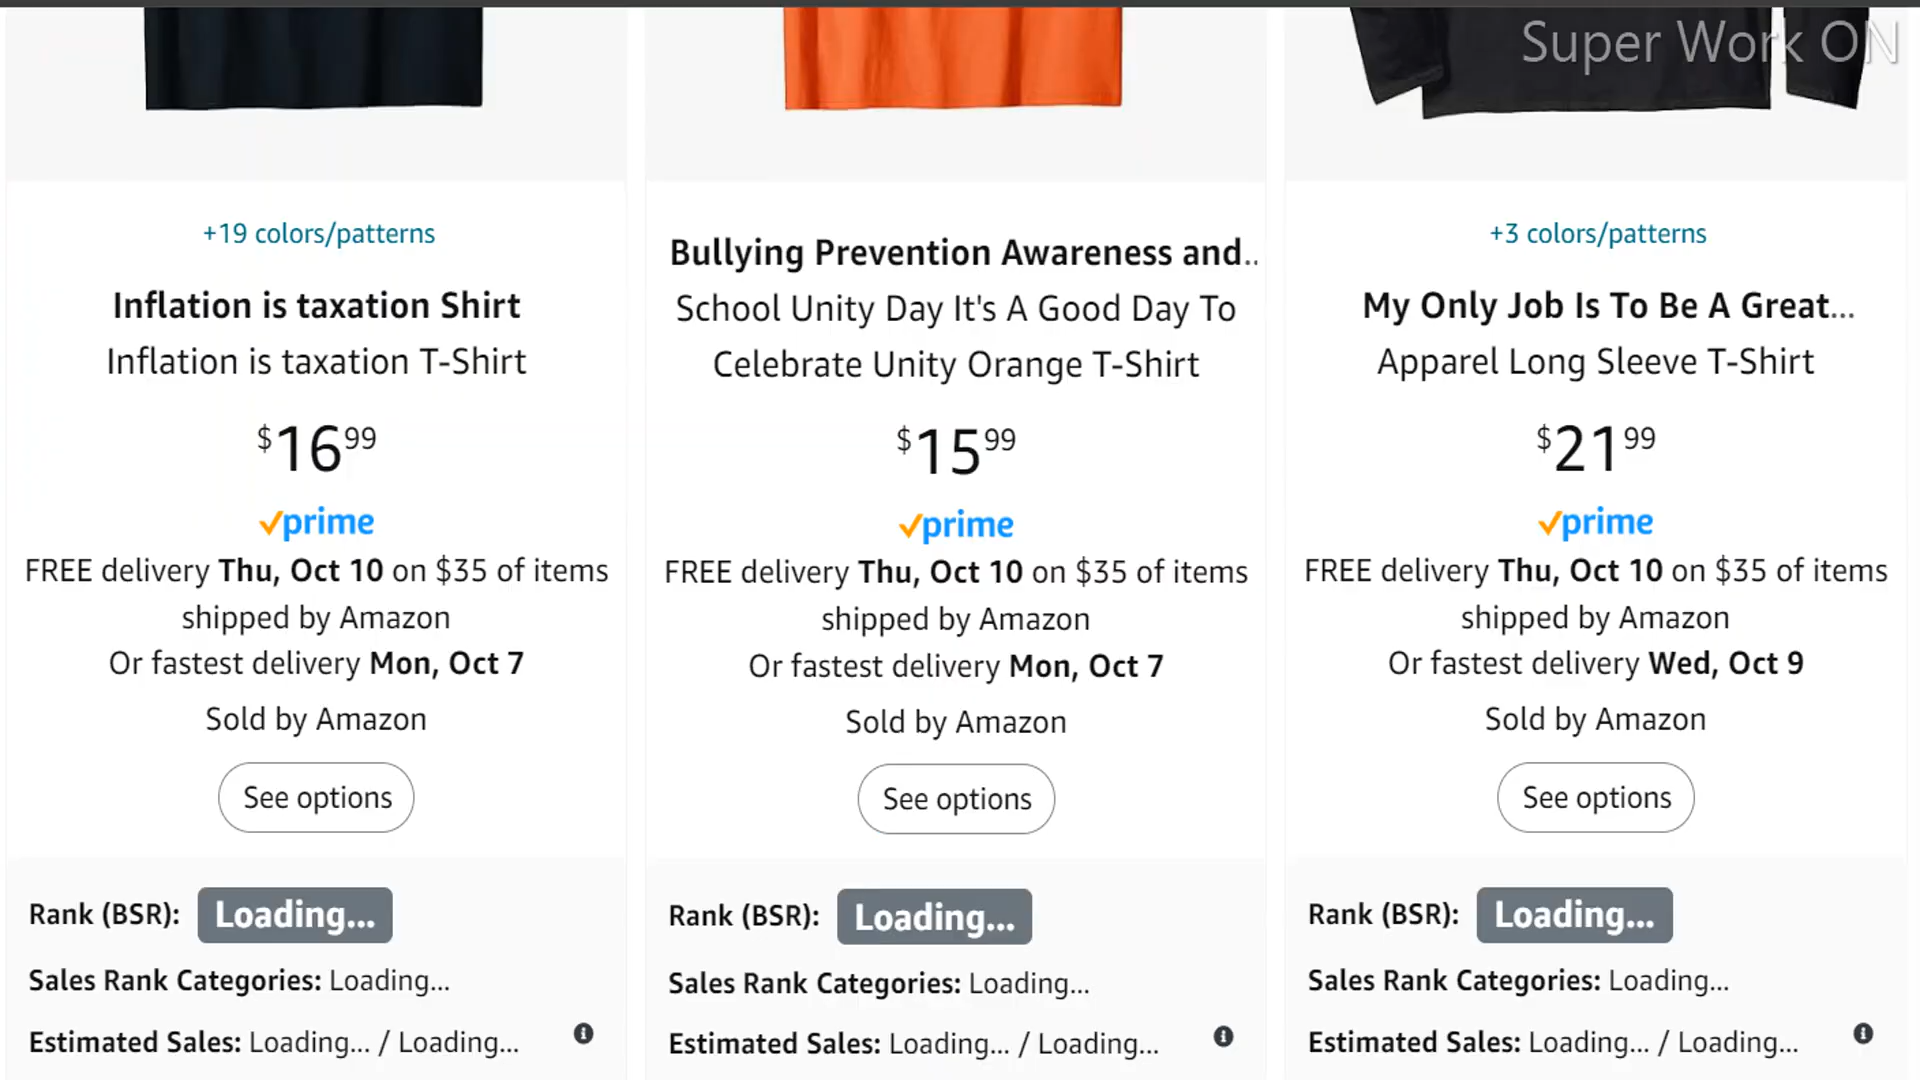 Super Work ON
+19 colors/patterns
Inflation is taxation Shirt
Inflation is taxation T-Shirt
$16.99
prime
FREE delivery Thu, Oct 10 on $35 of items
shipped by Amazon
Or fastest delivery Mon, Oct 7
Sold by Amazon
See options
Rank (BSR): Loading...
Sales Rank Categories: Loading...
Estimated Sales: Loading... / Loading...
Bullying Prevention Awareness and..
School Unity Day It's A Good Day To
Celebrate Unity Orange T-Shirt
$15.99
prime
FREE delivery Thu, Oct 10 on $35 of items
shipped by Amazon
Or fastest delivery Mon, Oct 7
Sold by Amazon
See options
Rank (BSR): Loading...
Sales Rank Categories: Loading...
Estimated Sales: Loading... / Loading...
+3 colors/patterns
My Only Job Is To Be A Great...
Apparel Long Sleeve T-Shirt
$21.99
prime
FREE delivery Thu, Oct 10 on $35 of items
shipped by Amazon
Or fastest delivery Wed, Oct 9
Sold by Amazon
See options
Rank (BSR): Loading...
Sales Rank Categories: Loading...
Estimated Sales: Loading... / Loading...